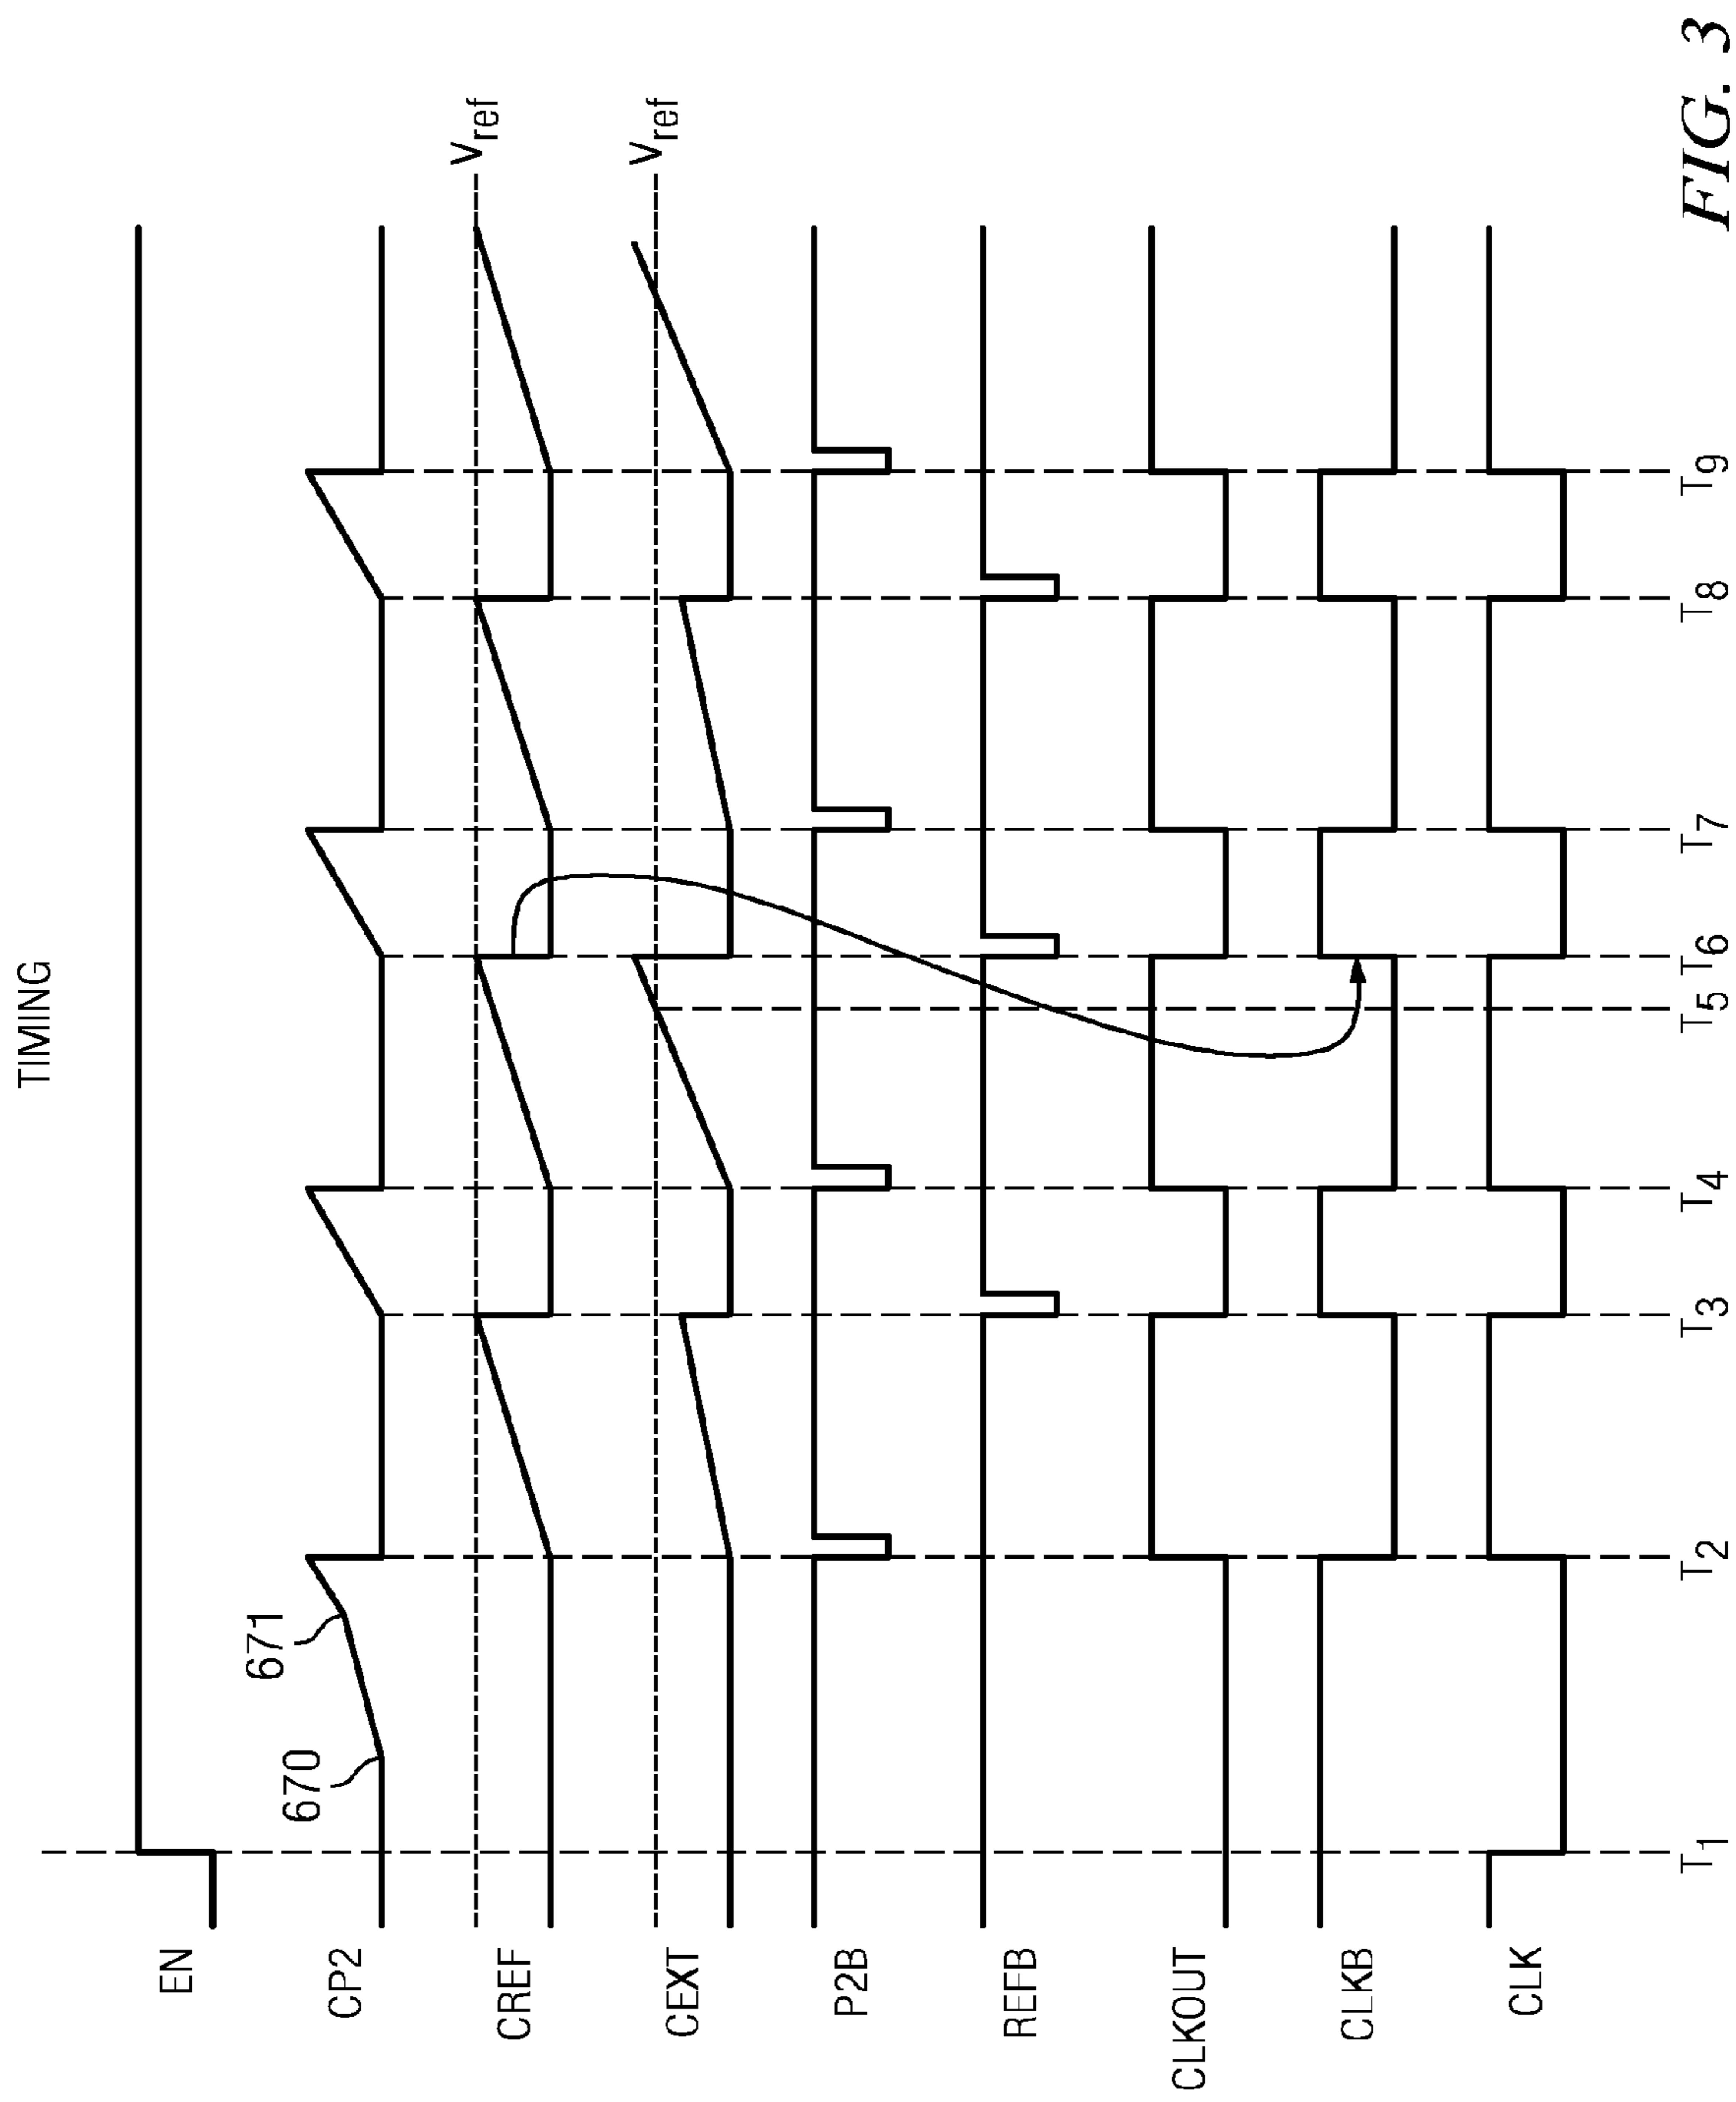 TIMING
EN
CP2
670
671
CREF
Vref
CEXT
Vref
P2B
REFB
CLKOUT
CLKB
CLK
T1 T2 T3 T4 T5 T6 T7 T8 T9
FIG. 3